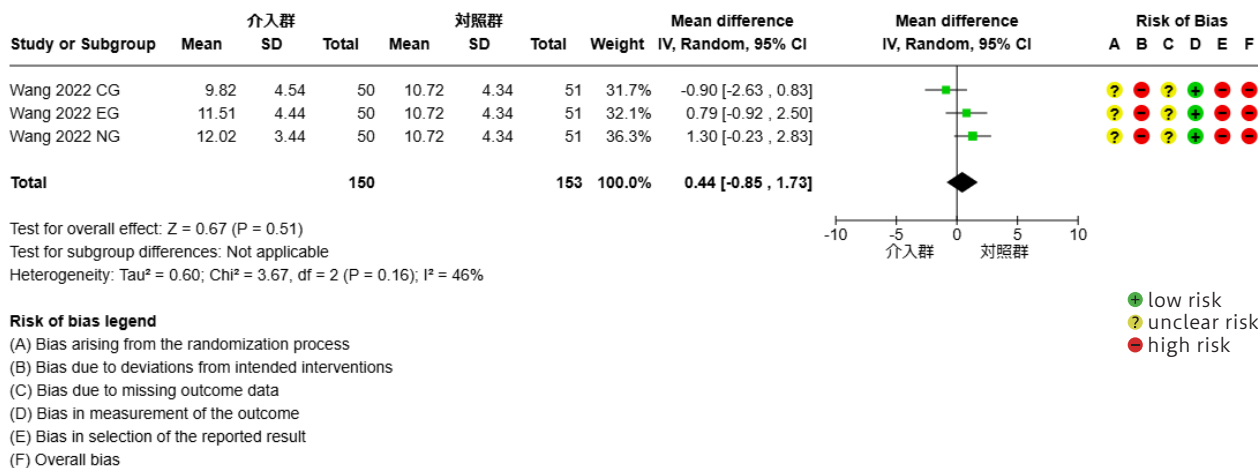 介入群 対照群 Mean difference Mean difference Risk of Bias
Study or Subgroup Mean SD Total Mean SD Total Weight IV, Random, 95% CI IV, Random, 95% CI A B C D E F
Wang 2022 CG 9.82 4.54 50 10.72 4.34 51 31.7% -0.90 [-2.63 , 0.83] ? − ? + − −
Wang 2022 EG 11.51 4.44 50 10.72 4.34 51 32.1% 0.79 [-0.92 , 2.50] ? − ? + − −
Wang 2022 NG 12.02 3.44 50 10.72 4.34 51 36.3% 1.30 [-0.23 , 2.83] ? − ? + − −
Total 150 153 100.0% 0.44 [-0.85 , 1.73]
Test for overall effect: Z = 0.67 (P = 0.51)
Test for subgroup differences: Not applicable
Heterogeneity: Tau² = 0.60; Chi² = 3.67, df = 2 (P = 0.16); I² = 46%
-10 -5 0 5 10
介入群 対照群
Risk of bias legend
(A) Bias arising from the randomization process
(B) Bias due to deviations from intended interventions
(C) Bias due to missing outcome data
(D) Bias in measurement of the outcome
(E) Bias in selection of the reported result
(F) Overall bias
+ low risk
? unclear risk
− high risk